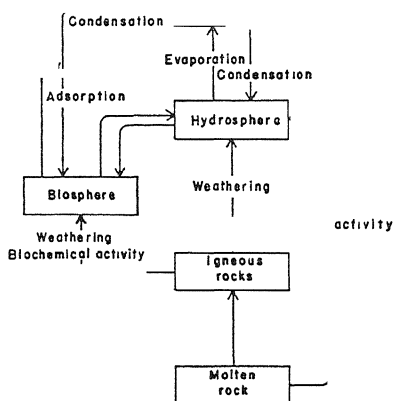 Condensation
Evaporation
Condensation
Adsorption
Hydrosphere
Biosphere
Weathering
activity
Weathering
Biochemical activity
Igneous
rocks
Molten
rock